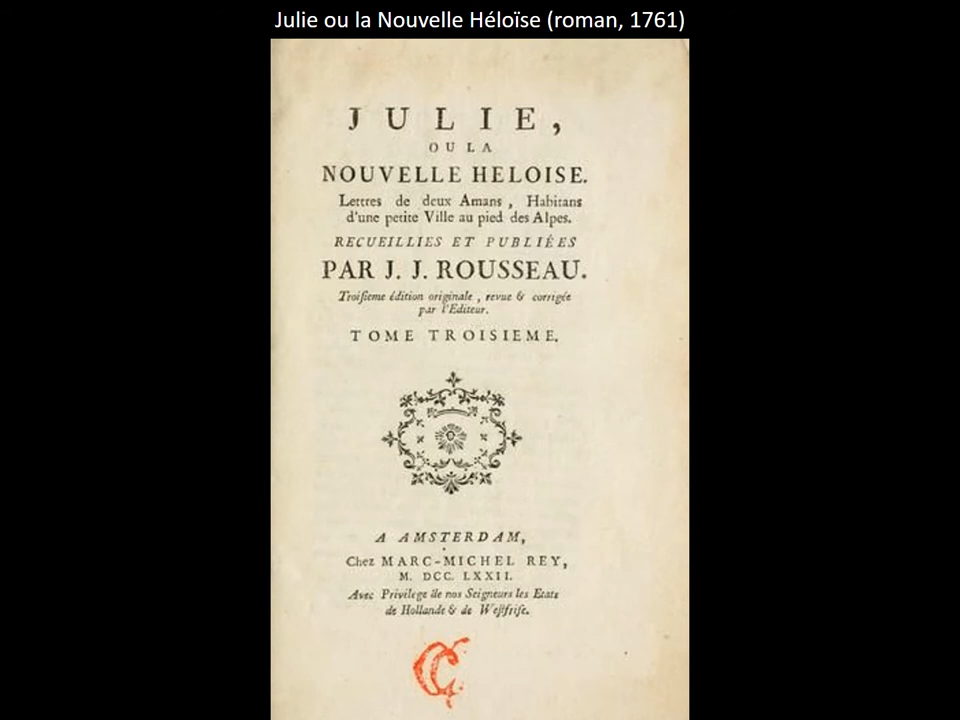 Julie ou la Nouvelle Héloïse (roman, 1761)
JULIE,
OU LA
NOUVELLE HELOISE.
Lettres de deux Amans, Habitans
d'une petite Ville au pied des Alpes.
RECUEILLIES ET PUBLIÉES
PAR J. J. ROUSSEAU.
Troisieme édition originale, revue & corrigée
par l'Editeur.
TOME TROISIEME.
A AMSTERDAM,
Chez MARC-MICHEL REY,
M. DCC. LXXII.
Avec Privilege de nos Seigneurs les Etats
de Hollande & de Westfrise.